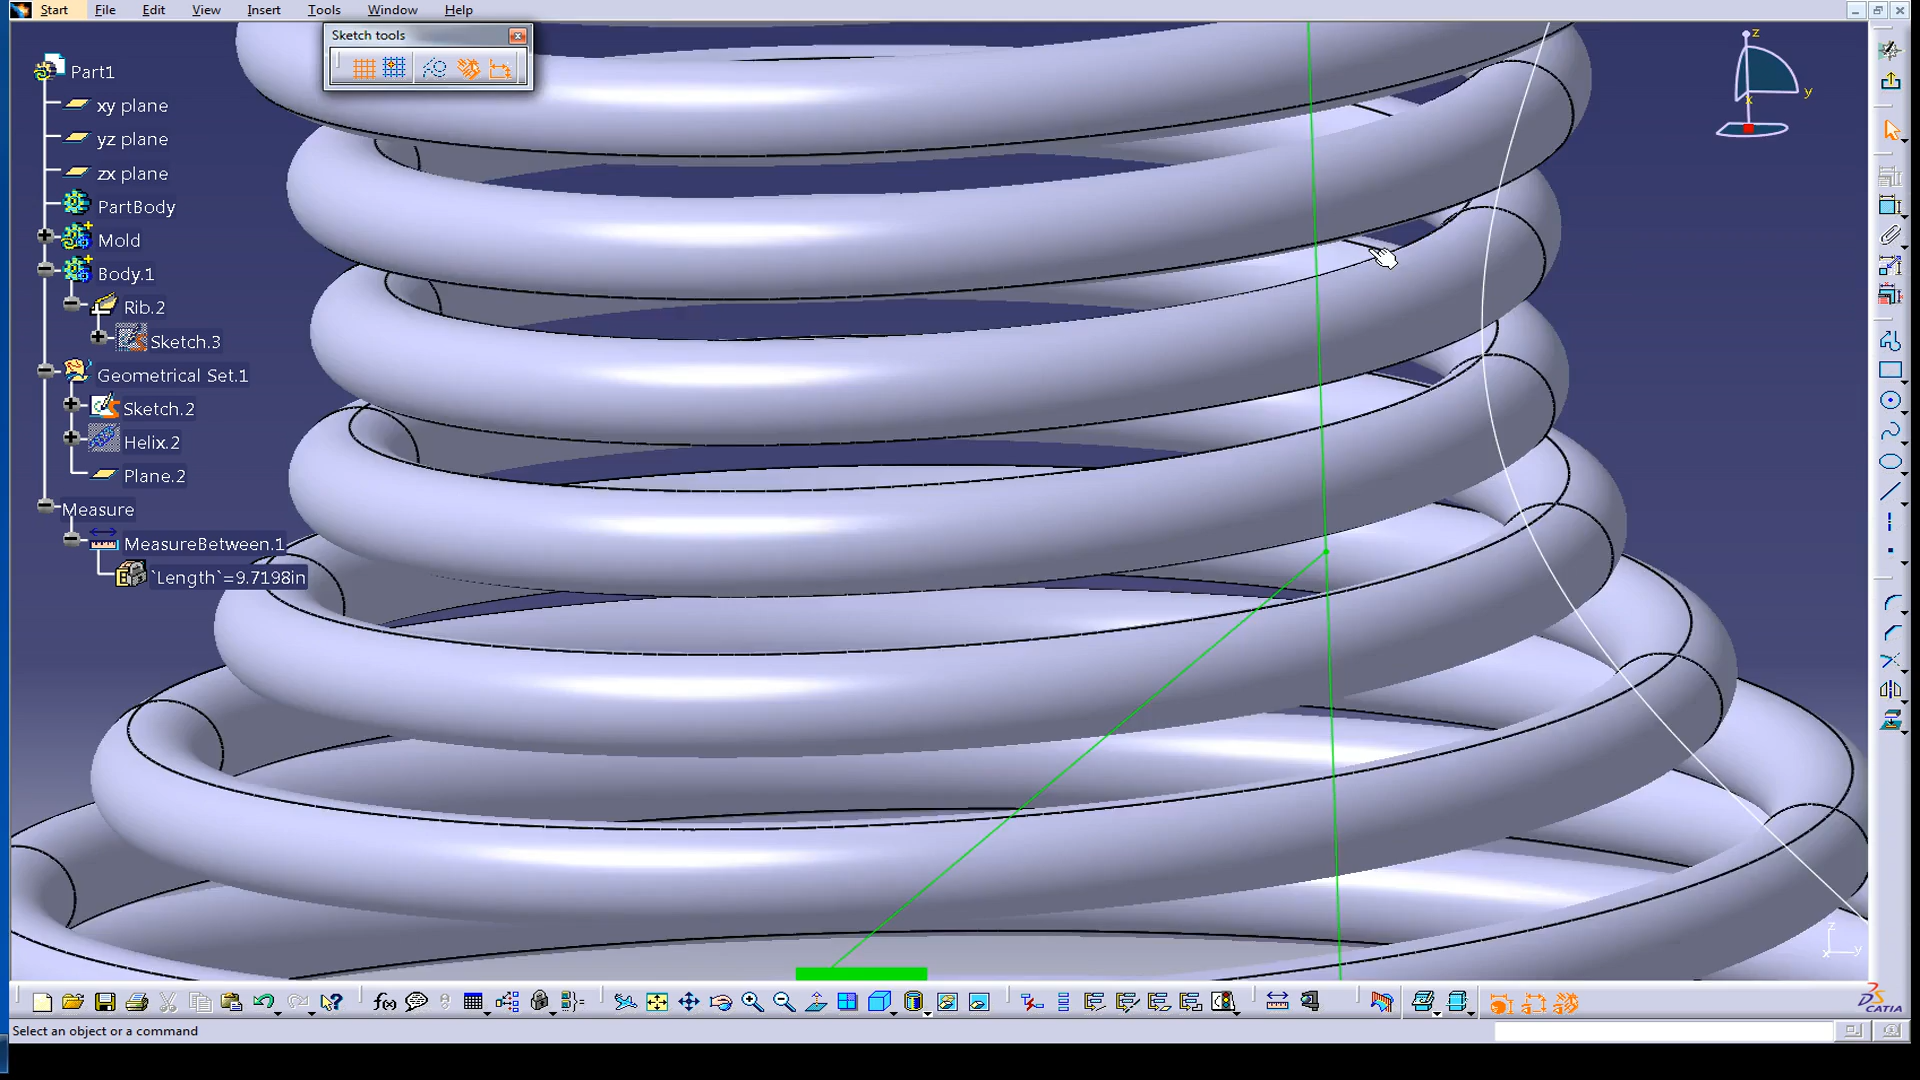 Start File Edit View Insert Tools Window Help
Sketch tools
Part1
xy plane
yz plane
zx plane
PartBody
Mold
Body.1
Rib.2
Sketch.3
Geometrical Set.1
Sketch.2
Helix.2
Plane.2
Measure
MeasureBetween.1
`Length`=9.7198in
z
y
x
z
y
x
f(x)
DS
CATIA
Select an object or a command